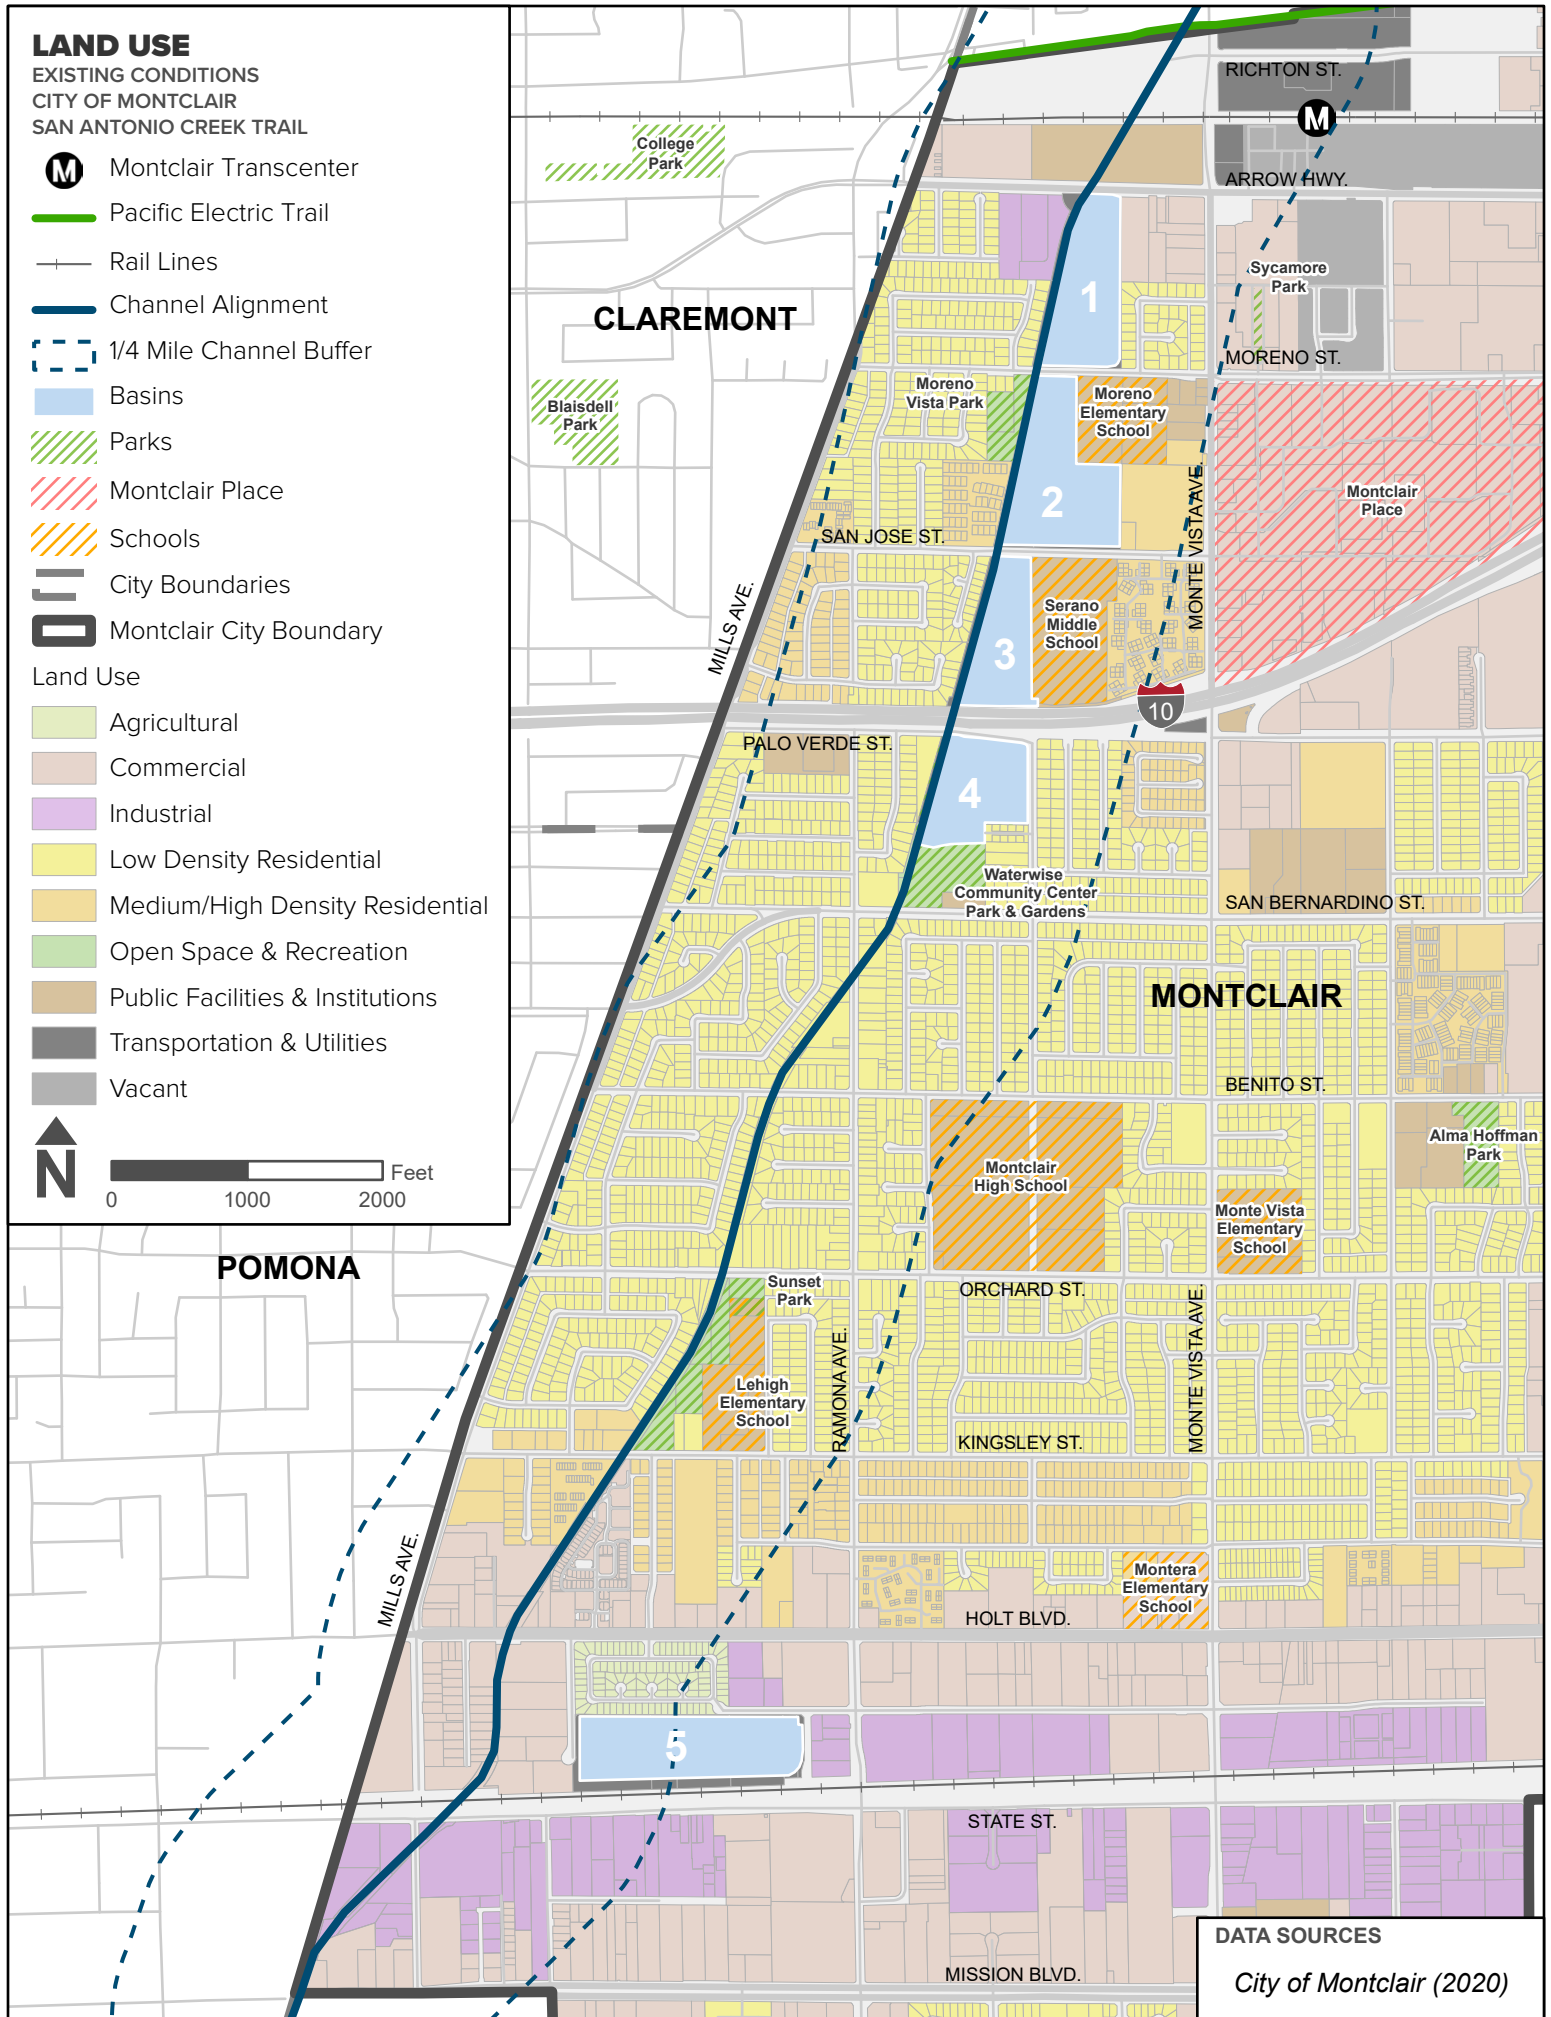 LAND USE
EXISTING CONDITIONS
CITY OF MONTCLAIR
SAN ANTONIO CREEK TRAIL
M Montclair Transcenter
Pacific Electric Trail
Rail Lines
Channel Alignment
1/4 Mile Channel Buffer
Basins
Parks
Montclair Place
Schools
City Boundaries
Montclair City Boundary
Land Use
Agricultural
Commercial
Industrial
Low Density Residential
Medium/High Density Residential
Open Space & Recreation
Public Facilities & Institutions
Transportation & Utilities
Vacant
N
Feet
0 1000 2000
RICHTON ST.
M
College
Park
ARROW HWY.
Sycamore
Park
1
CLAREMONT
MORENO ST.
Moreno
Vista Park
Moreno
Elementary
School
Blaisdell
Park
Montclair
Place
2
MONTE VISTA AVE.
SAN JOSE ST.
MILLS AVE.
Serano
Middle
School
3
10
PALO VERDE ST.
4
Waterwise
Community Center
Park & Gardens
SAN BERNARDINO ST.
MONTCLAIR
BENITO ST.
Alma Hoffman
Park
Montclair
High School
Monte Vista
Elementary
School
POMONA
Sunset
Park
ORCHARD ST.
RAMONA AVE.
MONTE VISTA AVE.
Lehigh
Elementary
School
KINGSLEY ST.
MILLS AVE.
Montera
Elementary
School
HOLT BLVD.
5
STATE ST.
MISSION BLVD.
DATA SOURCES
City of Montclair (2020)